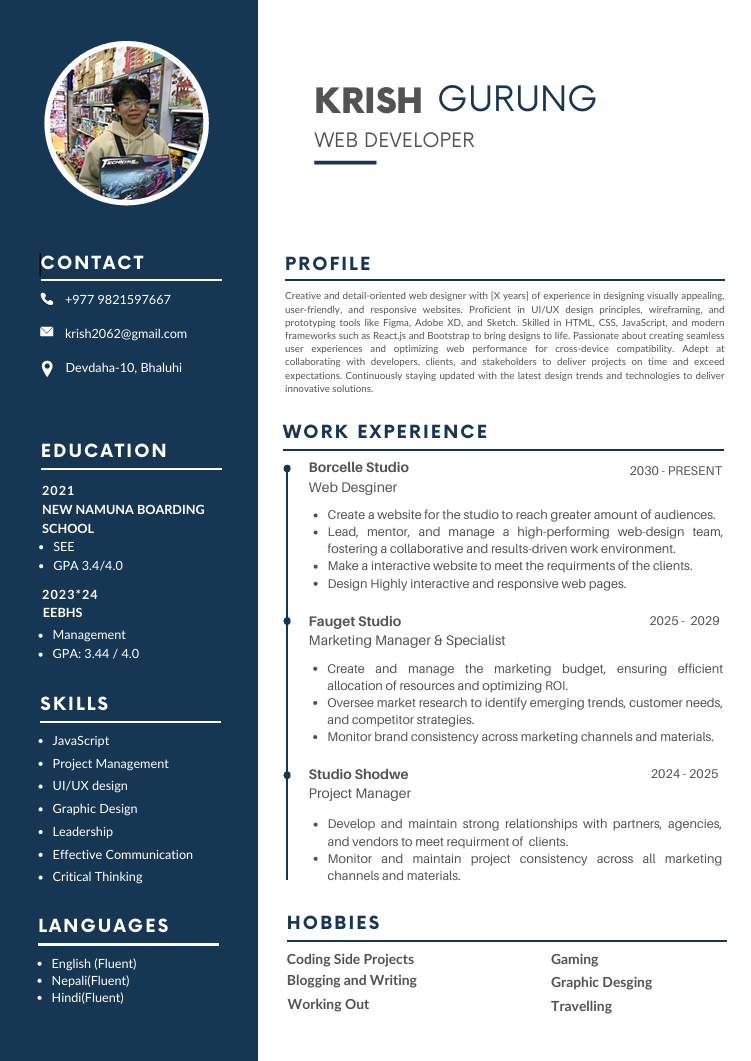 KRISH GURUNG
WEB DEVELOPER
CONTACT
+977 9821597667
krish2062@gmail.com
Devdaha-10, Bhaluhi
EDUCATION
2021
NEW NAMUNA BOARDING
SCHOOL
• SEE
• GPA 3.4/4.0
2023*24
EEBHS
• Management
• GPA: 3.44 / 4.0
SKILLS
• JavaScript
• Project Management
• UI/UX design
• Graphic Design
• Leadership
• Effective Communication
• Critical Thinking
LANGUAGES
• English (Fluent)
• Nepali(Fluent)
• Hindi(Fluent)
PROFILE
Creative and detail-oriented web designer with [X years] of experience in designing visually appealing,
user-friendly, and responsive websites. Proficient in UI/UX design principles, wireframing, and
prototyping tools like Figma, Adobe XD, and Sketch. Skilled in HTML, CSS, JavaScript, and modern
frameworks such as React.js and Bootstrap to bring designs to life. Passionate about creating seamless
user experiences and optimizing web performance for cross-device compatibility. Adept at
collaborating with developers, clients, and stakeholders to deliver projects on time and exceed
expectations. Continuously staying updated with the latest design trends and technologies to deliver
innovative solutions.
WORK EXPERIENCE
Borcelle Studio 2030 - PRESENT
Web Desginer
• Create a website for the studio to reach greater amount of audiences.
• Lead, mentor, and manage a high-performing web-design team,
fostering a collaborative and results-driven work environment.
• Make a interactive website to meet the requirments of the clients.
• Design Highly interactive and responsive web pages.
Fauget Studio 2025 - 2029
Marketing Manager & Specialist
• Create and manage the marketing budget, ensuring efficient
allocation of resources and optimizing ROI.
• Oversee market research to identify emerging trends, customer needs,
and competitor strategies.
• Monitor brand consistency across marketing channels and materials.
Studio Shodwe 2024 - 2025
Project Manager
• Develop and maintain strong relationships with partners, agencies,
and vendors to meet requirment of clients.
• Monitor and maintain project consistency across all marketing
channels and materials.
HOBBIES
Coding Side Projects
Blogging and Writing
Working Out
Gaming
Graphic Desging
Travelling